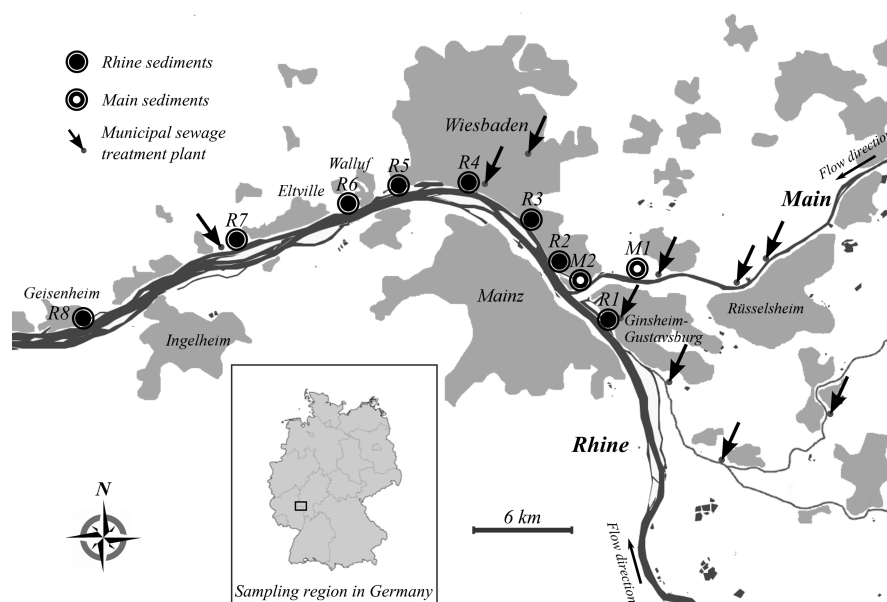 Rhine sediments
Main sediments
Municipal sewage
treatment plant
Wiesbaden
Flow direction
Main
Walluf
Eltville
R7
R6
R5
R4
R3
R2
M2
M1
R1
Geisenheim
R8
Ingelheim
Mainz
Ginsheim-
Gustavsburg
Rüsselsheim
Rhine
N
6 km
Flow direction
Sampling region in Germany